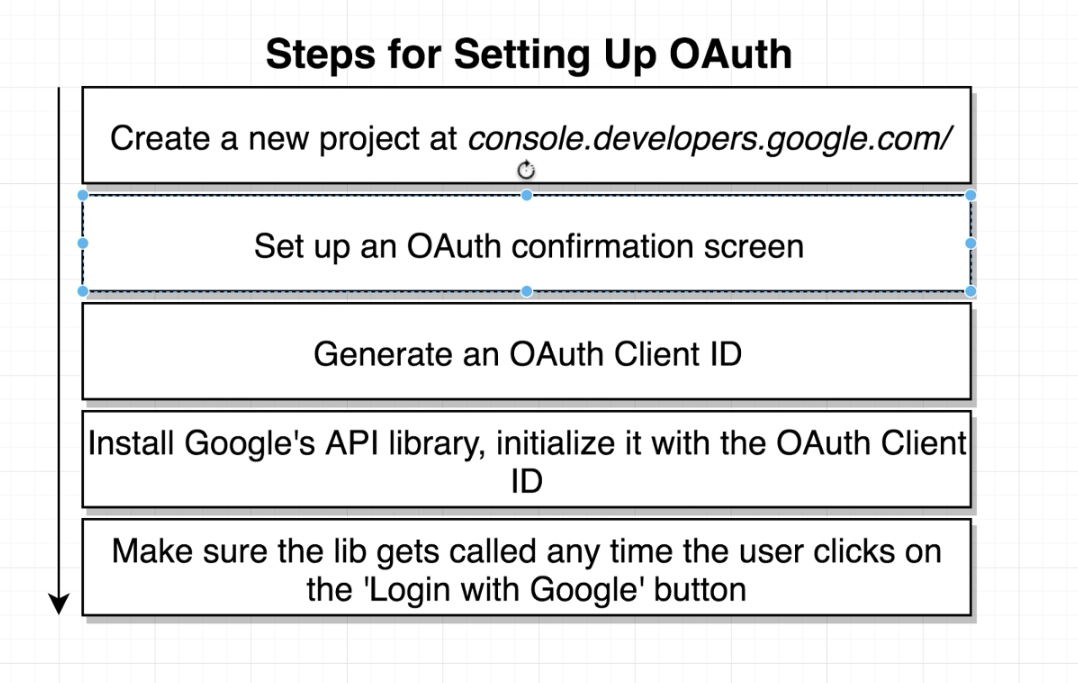 Steps for Setting Up OAuth
Create a new project at console.developers.google.com/
Set up an OAuth confirmation screen
Generate an OAuth Client ID
Install Google's API library, initialize it with the OAuth Client
ID
Make sure the lib gets called any time the user clicks on
the 'Login with Google' button